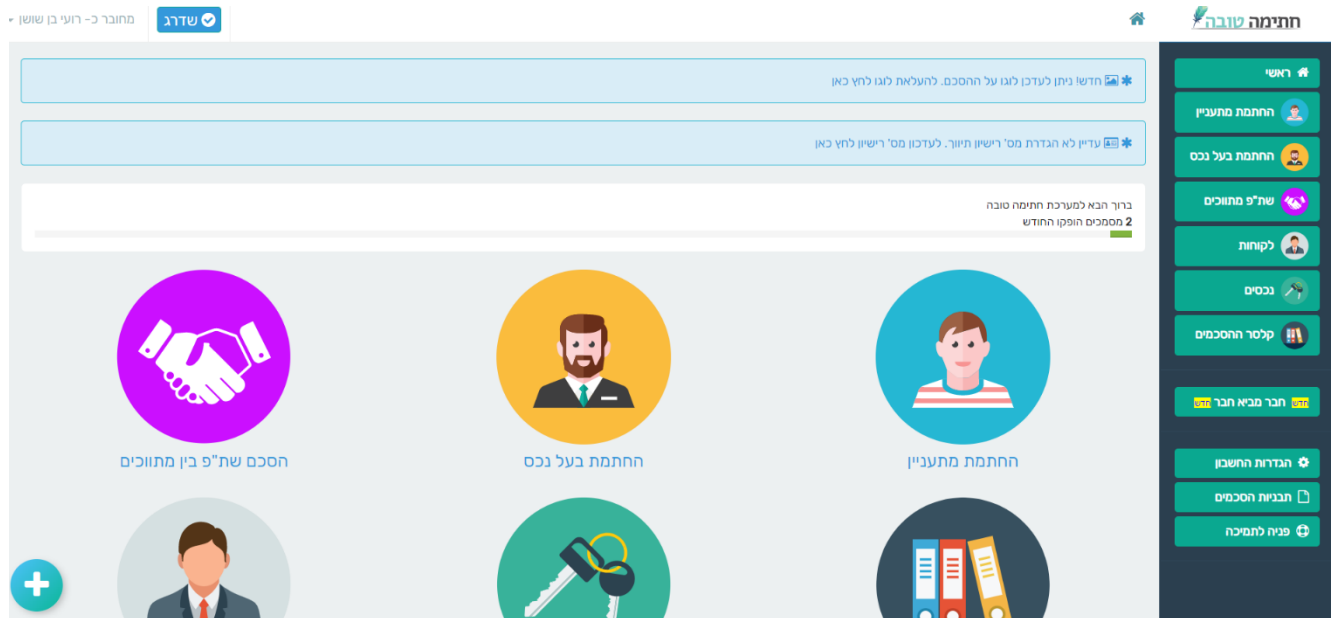 חתימה טובה
שדרג
מחובר כ- רועי בן שושן
ראשי
החתמת מתעניין
החתמת בעל נכס
שת"פ מתווכים
לקוחות
נכסים
קלסר ההסכמים
חדש חבר מביא חבר חדש
הגדרות החשבון
תבניות הסכמים
פניה לתמיכה
חדש! ניתן לעדכן לוגו על ההסכם. להעלאת לוגו לחץ כאן
עדיין לא הגדרת מס' רישיון תיווך. לעדכון מס' רישיון לחץ כאן
ברוך הבא למערכת חתימה טובה
2 מסמכים הופקו החודש
החתמת מתעניין
החתמת בעל נכס
הסכם שת"פ בין מתווכים